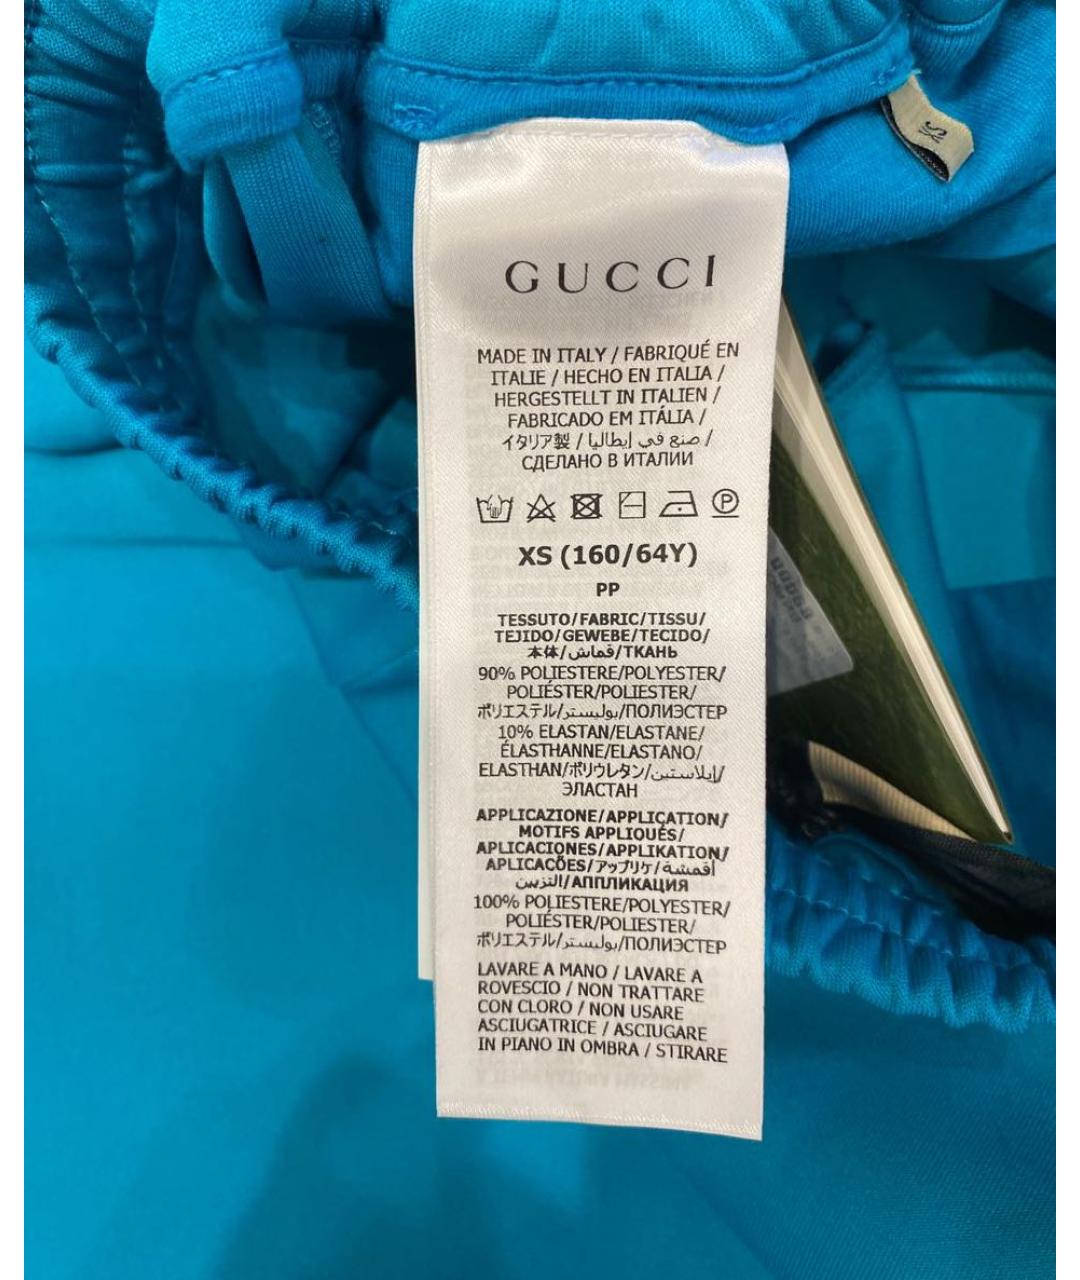 XS
GUCCI
MADE IN ITALY / FABRIQUÉ EN
ITALIE / HECHO EN ITALIA /
HERGESTELLT IN ITALIEN /
FABRICADO EM ITÁLIA /
イタリア製 / صنع في إيطاليا /
СДЕЛАНО В ИТАЛИИ
P
XS (160/64Y)
PP
TESSUTO/FABRIC/TISSU/
TEJIDO/GEWEBE/TECIDO/
本体/قماش/ТКАНЬ
90% POLIESTERE/POLYESTER/
POLIÉSTER/POLIESTER/
ポリエステル/بوليستر/ПОЛИЭСТЕР
10% ELASTAN/ELASTANE/
ÉLASTHANNE/ELASTANO/
ELASTHAN/ポリウレタン/إيلاستين/
ЭЛАСТАН
APPLICAZIONE/APPLICATION/
MOTIFS APPLIQUÉS/
APLICACIONES/APPLIKATION/
APLICAÇÕES/アップリケ/أقمشة
التزيين/АППЛИКАЦИЯ
100% POLIESTERE/POLYESTER/
POLIÉSTER/POLIESTER/
ポリエステル/بوليستر/ПОЛИЭСТЕР
LAVARE A MANO / LAVARE A
ROVESCIO / NON TRATTARE
CON CLORO / NON USARE
ASCIUGATRICE / ASCIUGARE
IN PIANO IN OMBRA / STIRARE